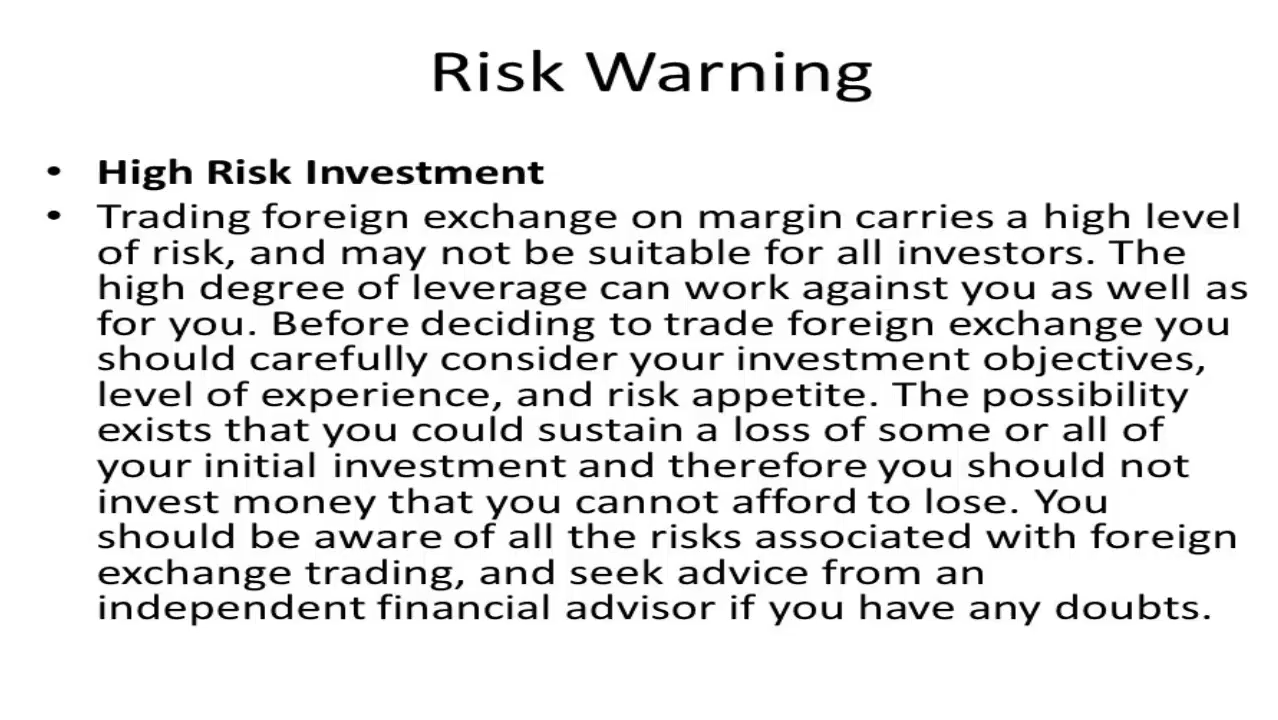 Risk Warning
• High Risk Investment
• Trading foreign exchange on margin carries a high level
of risk, and may not be suitable for all investors. The
high degree of leverage can work against you as well as
for you. Before deciding to trade foreign exchange you
should carefully consider your investment objectives,
level of experience, and risk appetite. The possibility
exists that you could sustain a loss of some or all of
your initial investment and therefore you should not
invest money that you cannot afford to lose. You
should be aware of all the risks associated with foreign
exchange trading, and seek advice from an
independent financial advisor if you have any doubts.